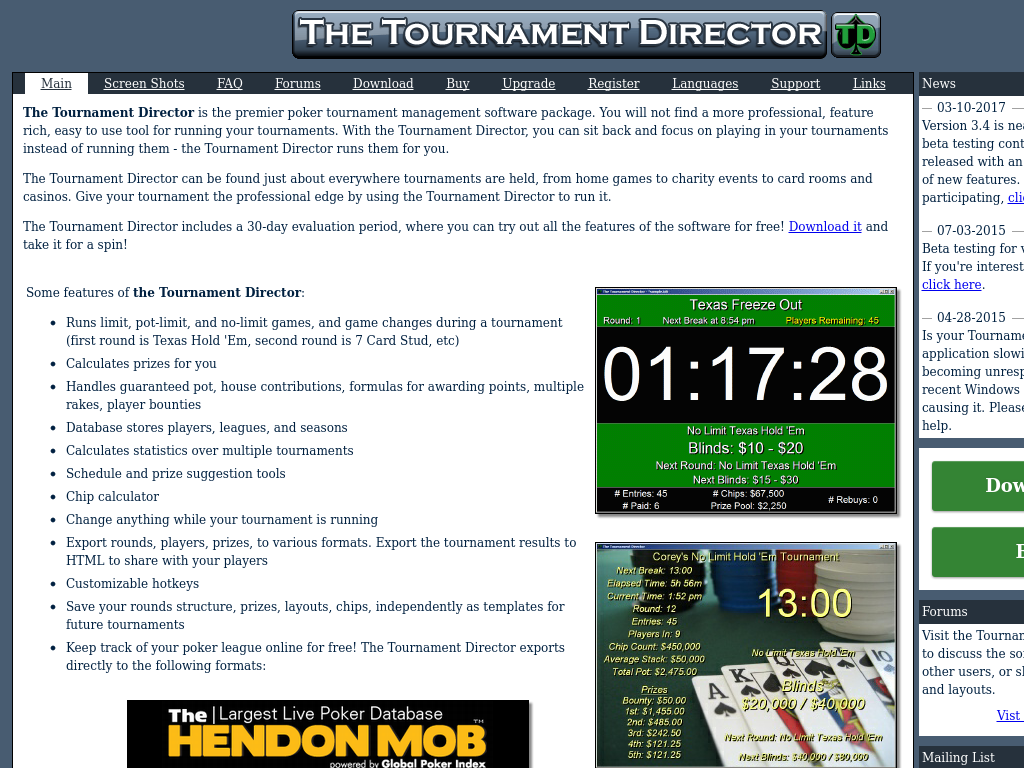 THE TOURNAMENT DIRECTOR TD
Main Screen Shots FAQ Forums Download Buy Upgrade Register Languages Support Links
The Tournament Director is the premier poker tournament management software package. You will not find a more professional, feature
rich, easy to use tool for running your tournaments. With the Tournament Director, you can sit back and focus on playing in your tournaments
instead of running them - the Tournament Director runs them for you.
The Tournament Director can be found just about everywhere tournaments are held, from home games to charity events to card rooms and
casinos. Give your tournament the professional edge by using the Tournament Director to run it.
The Tournament Director includes a 30-day evaluation period, where you can try out all the features of the software for free! Download it and
take it for a spin!
Some features of the Tournament Director:
Runs limit, pot-limit, and no-limit games, and game changes during a tournament
(first round is Texas Hold 'Em, second round is 7 Card Stud, etc)
Calculates prizes for you
Handles guaranteed pot, house contributions, formulas for awarding points, multiple
rakes, player bounties
Database stores players, leagues, and seasons
Calculates statistics over multiple tournaments
Schedule and prize suggestion tools
Chip calculator
Change anything while your tournament is running
Export rounds, players, prizes, to various formats. Export the tournament results to
HTML to share with your players
Customizable hotkeys
Save your rounds structure, prizes, layouts, chips, independently as templates for
future tournaments
Keep track of your poker league online for free! The Tournament Director exports
directly to the following formats:
The Largest Live Poker Database
HENDON MOB™
powered by Global Poker Index
Texas Freeze Out
Round: 1 Next Break at 8:54 pm Players Remaining: 45
01:17:28
No Limit Texas Hold 'Em
Blinds: $10 - $20
Next Round: No Limit Texas Hold 'Em
Next Blinds: $15 - $30
# Entries: 45 # Chips: $67,500 # Rebuys: 0
# Paid: 6 Prize Pool: $2,250
The Tournament Director
Corey's No Limit Hold 'Em Tournament
Next Break: 13:00
Elapsed Time: 5h 56m
Current Time: 1:52 pm
Round: 12
Entries: 45
Players In: 9
Chip Count: $450,000
Average Stack: $50,000
Total Pot: $2,475.00
Prizes
Bounty: $50.00
1st: $1,455.00
2nd: $485.00
3rd: $242.50
4th: $121.25
5th: $121.25
13:00
No Limit Texas Hold 'Em
Blinds
$20,000 / $40,000
Next Round: No Limit Texas Hold 'Em
Next Blinds: $40,000 / $80,000
A K Q J 10
News
03-10-2017
Version 3.4 is nea
beta testing cont
released with an
of new features.
participating, clic
07-03-2015
Beta testing for v
If you're interest
click here.
04-28-2015
Is your Tourname
application slowi
becoming unresp
recent Windows
causing it. Please
help.
Dow
Forums
Visit the Tournam
to discuss the so
other users, or sh
and layouts.
Vist
Mailing List